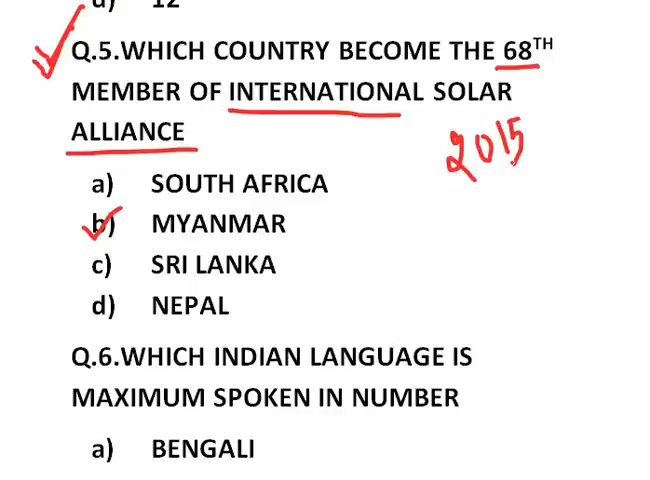 d) 12
Q.5.WHICH COUNTRY BECOME THE 68TH
MEMBER OF INTERNATIONAL SOLAR
ALLIANCE
2015
a) SOUTH AFRICA
b) MYANMAR
c) SRI LANKA
d) NEPAL
Q.6.WHICH INDIAN LANGUAGE IS
MAXIMUM SPOKEN IN NUMBER
a) BENGALI